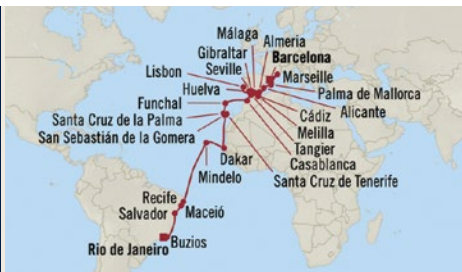 Málaga
Almeria
Gibraltar
Barcelona
Seville
Lisbon
Marseille
Huelva
Palma de Mallorca
Funchal
Alicante
Santa Cruz de la Palma
Cádiz
San Sebastián de la Gomera
Melilla
Tangier
Casablanca
Dakar
Santa Cruz de Tenerife
Mindelo
Recife
Salvador
Maceió
Rio de Janeiro
Buzios